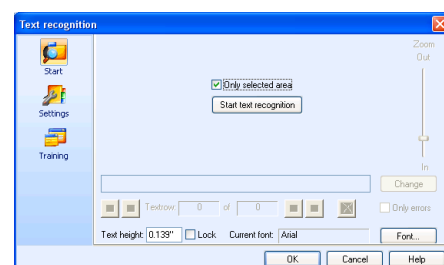 Text recognition
Zoom
Out
Start
Only selected area
Start text recognition
Settings
Training
In
Change
Textrow: 0 of 0
Only errors
Text height: 0.139" Lock Current font: Arial Font...
OK Cancel Help